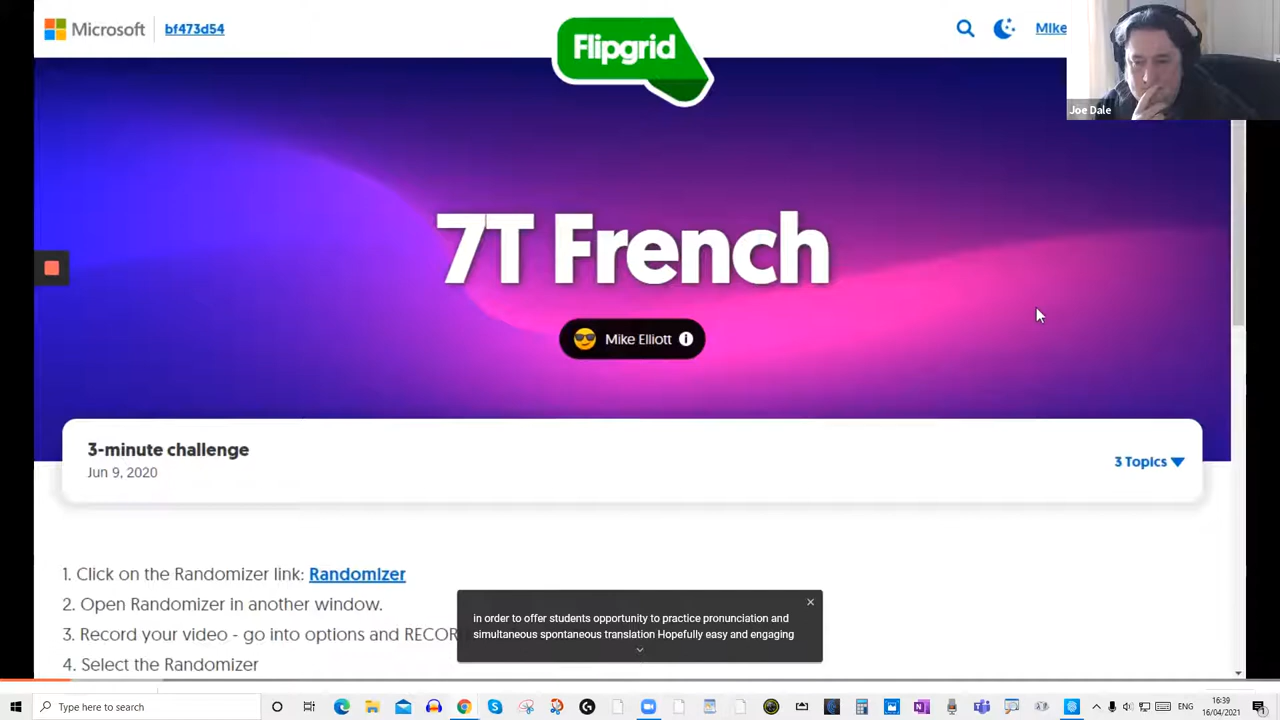 Microsoft
bf473d54
Flipgrid
Mike
Joe Dale
7T French
Mike Elliott
3-minute challenge
Jun 9, 2020
3 Topics
1. Click on the Randomizer link: Randomizer
2. Open Randomizer in another window.
3. Record your video - go into options and RECOR
4. Select the Randomizer
in order to offer students opportunity to practice pronunciation and
simultaneous spontaneous translation Hopefully easy and engaging
Type here to search
ENG
16:39
16/04/2021